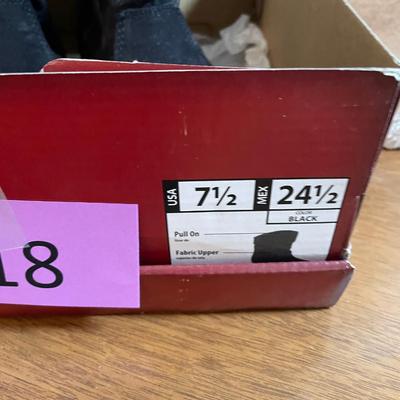 USA 7½ MEX 24½
COLOR
BLACK
Pull On
Fabric Upper
18